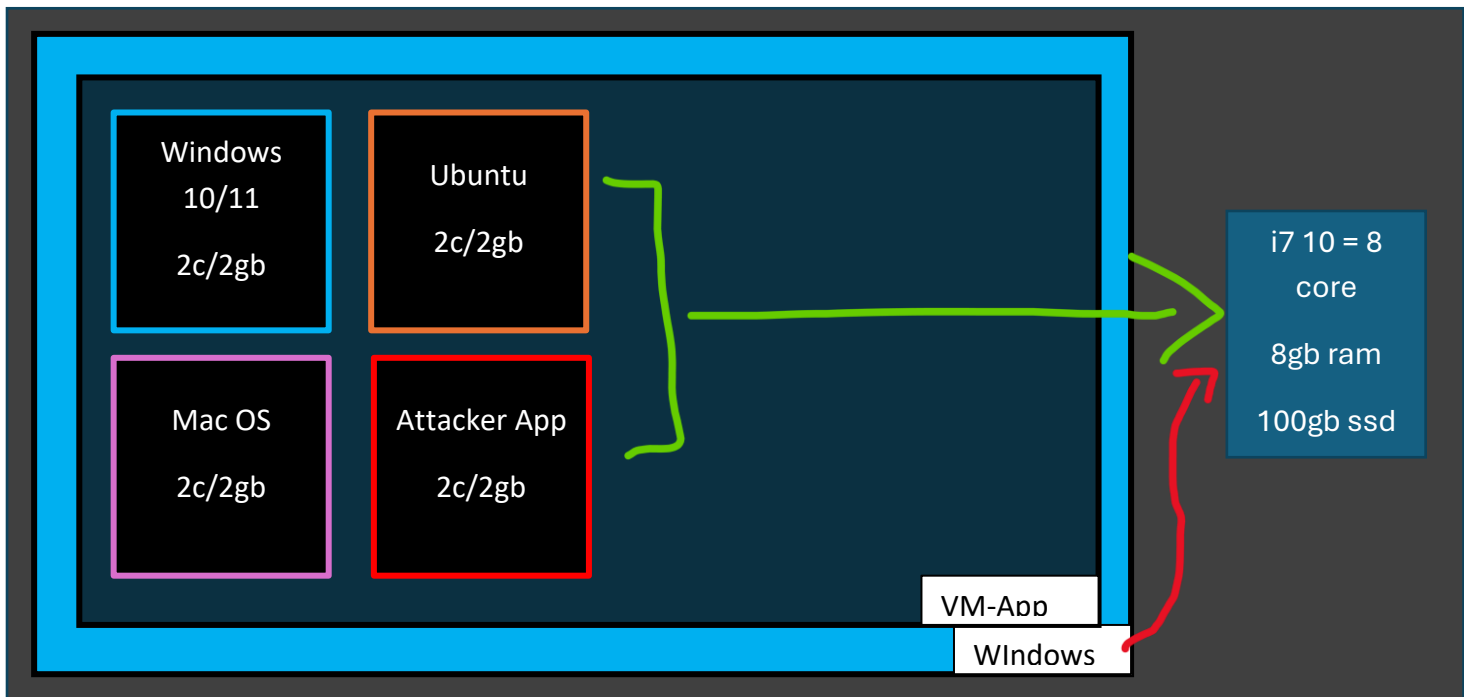 Windows
10/11
2c/2gb
Ubuntu
2c/2gb
Mac OS
2c/2gb
Attacker App
2c/2gb
VM-App
WIndows
i7 10 = 8
core
8gb ram
100gb ssd